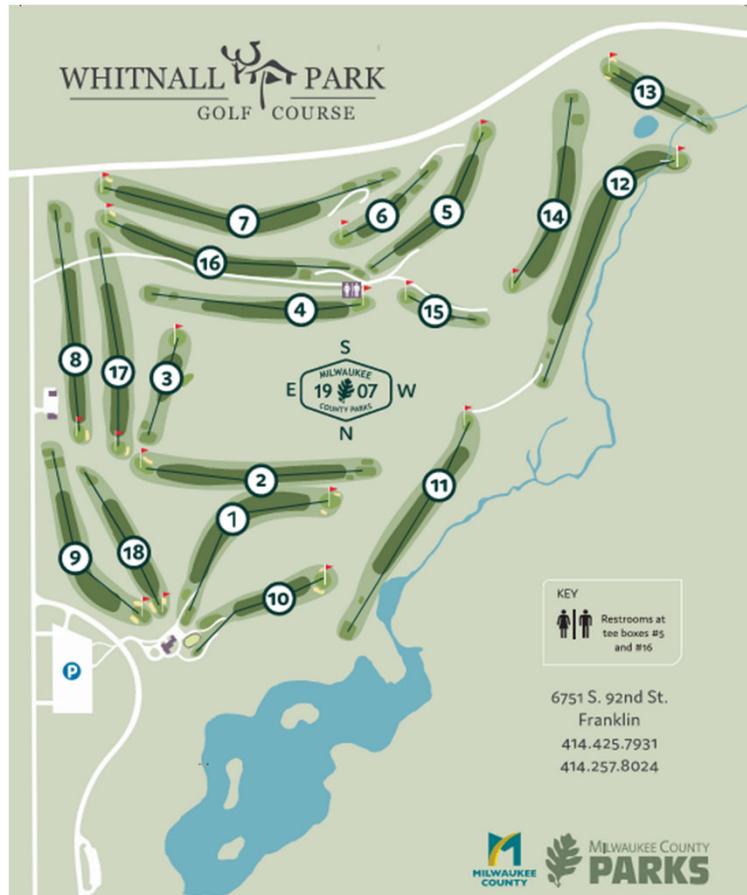 WHITNALL PARK
GOLF COURSE
13
12
5
14
6
7
16
4
15
S
MILWAUKEE
E 19 07 W
COUNTY PARKS
N
8
17
3
2
11
1
9
18
10
KEY
Restrooms at
tee boxes #5
and #16
P
6751 S. 92nd St.
Franklin
414.425.7931
414.257.8024
MILWAUKEE
COUNTY
MILWAUKEE COUNTY
PARKS